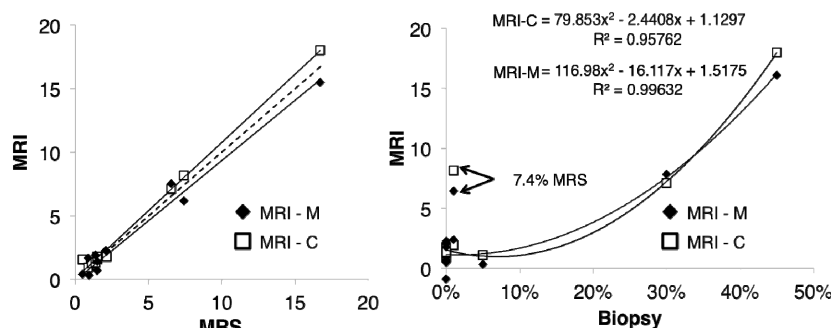 20
15
10
5
0
MRI
0
5
10
15
20
MRS
MRI - M
MRI - C
MRI-C = 79.853x² - 2.4408x + 1.1297
R² = 0.95762
MRI-M = 116.98x² - 16.117x + 1.5175
R² = 0.99632
20
15
10
5
0
MRI
7.4% MRS
MRI - M
MRI - C
0%
10%
20%
30%
40%
50%
Biopsy